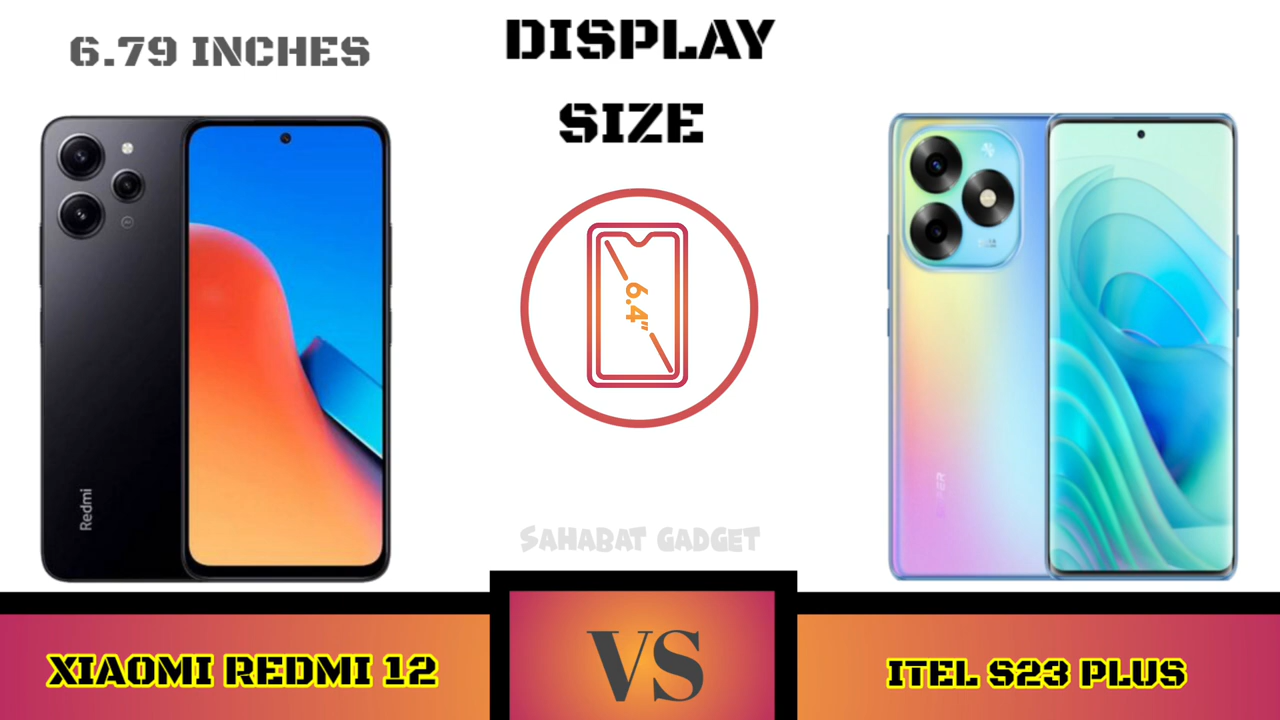 6.79 INCHES
DISPLAY
SIZE
6.4"
Redmi
SAHABAT GADGET
XIAOMI REDMI 12
VS
ITEL S23 PLUS